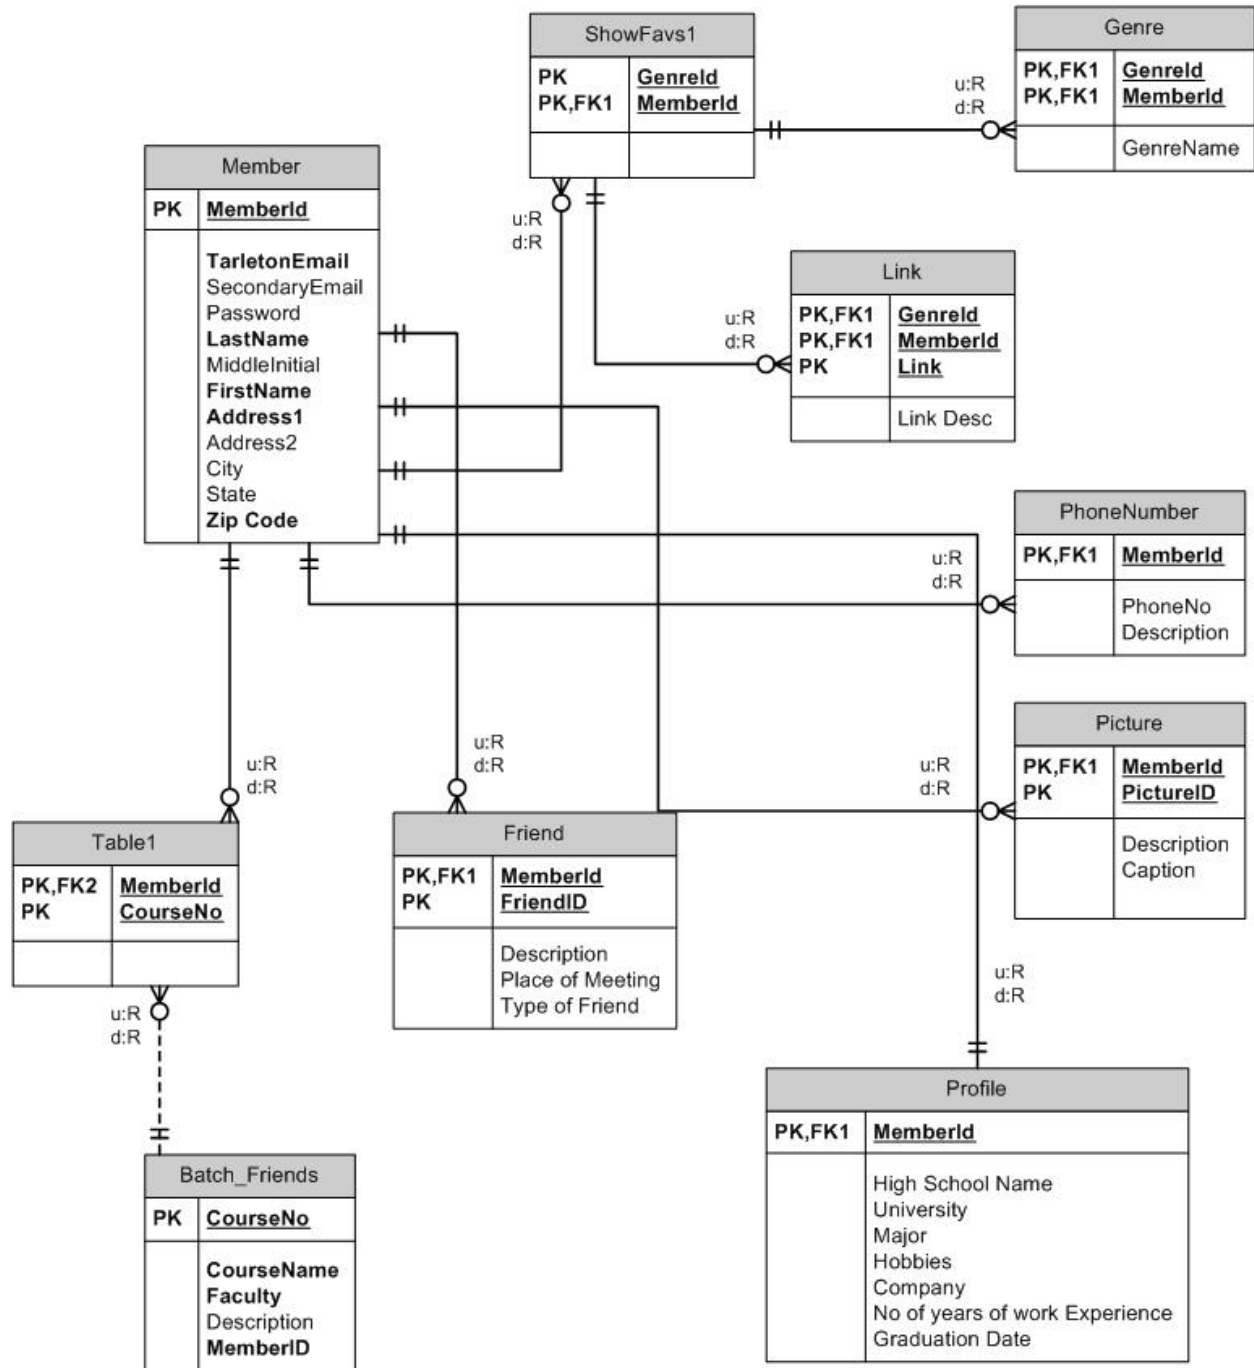 ShowFavs1
PK GenreId
PK,FK1 MemberId
Genre
PK,FK1 GenreId
PK,FK1 MemberId
GenreName
u:R
d:R
Member
PK MemberId
TarletonEmail
SecondaryEmail
Password
LastName
MiddleInitial
FirstName
Address1
Address2
City
State
Zip Code
u:R
d:R
Link
PK,FK1 GenreId
PK,FK1 MemberId
PK Link
Link Desc
u:R
d:R
PhoneNumber
PK,FK1 MemberId
PhoneNo
Description
u:R
d:R
Picture
PK,FK1 MemberId
PK PictureID
Description
Caption
u:R
d:R
u:R
d:R
u:R
d:R
Table1
PK,FK2 MemberId
PK CourseNo
Friend
PK,FK1 MemberId
PK FriendID
Description
Place of Meeting
Type of Friend
u:R
d:R
u:R
d:R
Batch_Friends
PK CourseNo
CourseName
Faculty
Description
MemberID
Profile
PK,FK1 MemberId
High School Name
University
Major
Hobbies
Company
No of years of work Experience
Graduation Date